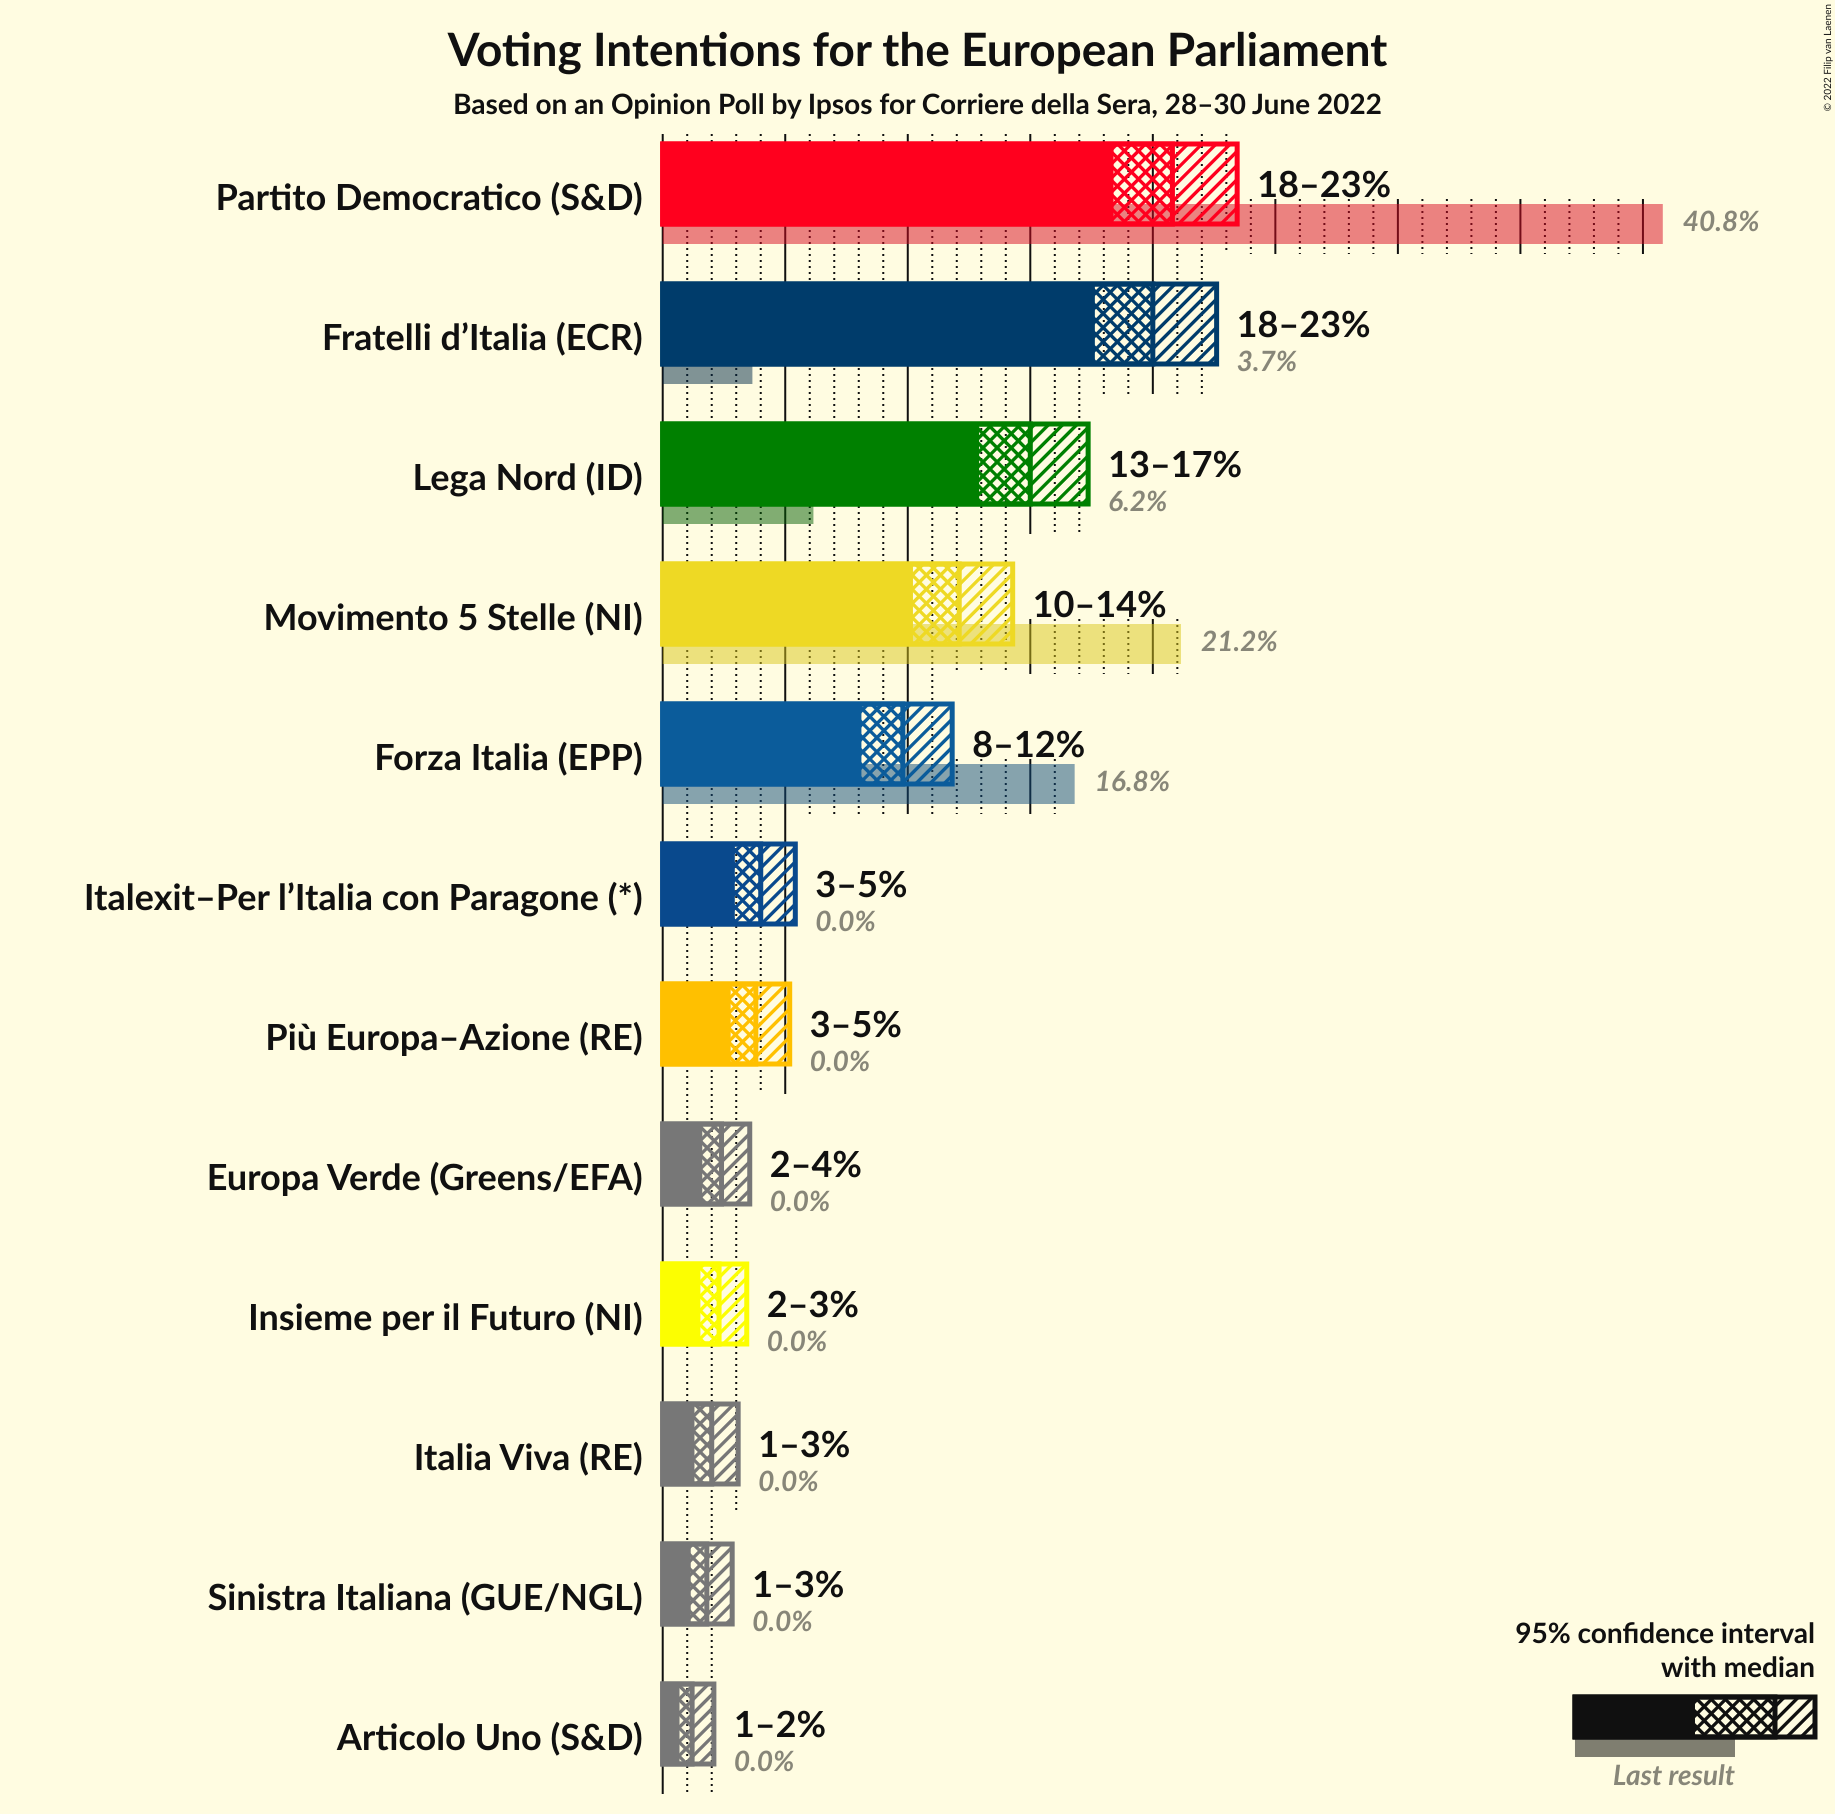 Voting Intentions for the European Parliament
Based on an Opinion Poll by Ipsos for Corriere della Sera, 28–30 June 2022
© 2022 Filip van Laenen
Partito Democratico (S&D)
18–23%
40.8%
Fratelli d’Italia (ECR)
18–23%
3.7%
Lega Nord (ID)
13–17%
6.2%
Movimento 5 Stelle (NI)
10–14%
21.2%
Forza Italia (EPP)
8–12%
16.8%
Italexit–Per l’Italia con Paragone (*)
3–5%
0.0%
Più Europa–Azione (RE)
3–5%
0.0%
Europa Verde (Greens/EFA)
2–4%
0.0%
Insieme per il Futuro (NI)
2–3%
0.0%
Italia Viva (RE)
1–3%
0.0%
Sinistra Italiana (GUE/NGL)
1–3%
0.0%
Articolo Uno (S&D)
1–2%
0.0%
95% confidence interval
with median
Last result